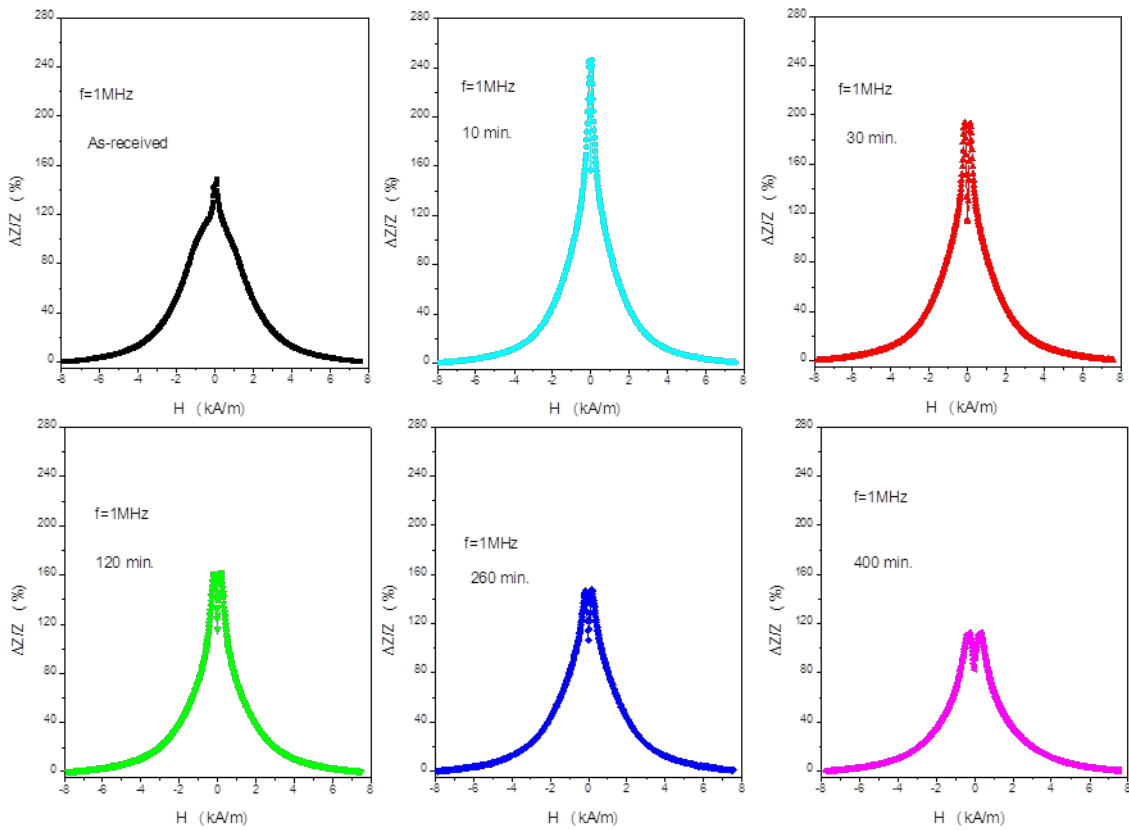 280
240
200
160
120
80
40
0
ΔZ/Z (%)
f=1MHz
As-received
-8 -6 -4 -2 0 2 4 6 8
H (kA/m)
280
240
200
160
120
80
40
0
ΔZ/Z (%)
f=1MHz
10 min.
-8 -6 -4 -2 0 2 4 6 8
H (kA/m)
280
240
200
160
120
80
40
0
ΔZ/Z (%)
f=1MHz
30 min.
-8 -6 -4 -2 0 2 4 6 8
H (kA/m)
280
240
200
160
120
80
40
0
ΔZ/Z (%)
f=1MHz
120 min.
-8 -6 -4 -2 0 2 4 6 8
H (kA/m)
280
240
200
160
120
80
40
0
ΔZ/Z (%)
f=1MHz
260 min.
-8 -6 -4 -2 0 2 4 6 8
H (kA/m)
280
240
200
160
120
80
40
0
ΔZ/Z (%)
f=1MHz
400 min.
-8 -6 -4 -2 0 2 4 6 8
H (kA/m)